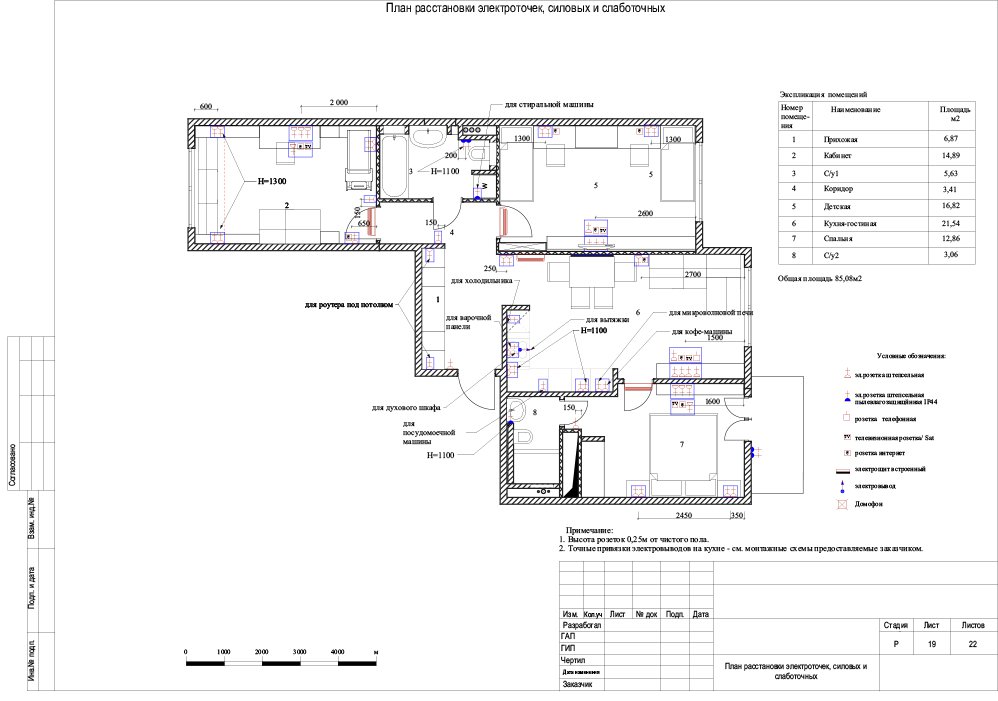 План расстановки электроточек, силовых и слаботочных
600
2 000
для стиральной машины
1300
1300
200
3
H=1100
H=1300
2
5
5
150
650
150
4
2600
W
250
2700
для холодильника
для роутера под потолком
1
для варочной
панели
6
для вытяжки
H=1100
для микроволновой печи
для кофе-машины
1500
для духового шкафа
для
посудомоечной
машины
H=1100
8
150
1600
7
2450
350
Экспликация помещений
Номер помеще-ния Наименование Площадь м2
1 Прихожая 6,87
2 Кабинет 14,89
3 С/у1 5,63
4 Коридор 3,41
5 Детская 16,82
6 Кухня-гостиная 21,54
7 Спальня 12,86
8 С/у2 3,06
Общая площадь 85,08м2
Условные обозначения:
эл.розетка штепсельная
эл.розетка штепсельная
пылевлагозащищённая IP44
розетка телефонная
TV телевизионная розетка/ Sat
розетка интернет
электрощит встроенный
электровывод
Домофон
Примечание:
1. Высота розеток 0,25м от чистого пола.
2. Точные привязки электровыводов на кухне - см. монтажные схемы предоставляемые заказчиком.
0 1000 2000 3000 4000 м
Согласовано
Взам. инд.№
Подп. и дата
Инв.№ подл.
Изм. Кол.уч Лист № док Подп. Дата
Разработал
ГАП
ГИП
Чертил
Дата изменения
Заказчик
Стадия Лист Листов
Р 19 22
План расстановки электроточек, силовых и
слаботочных